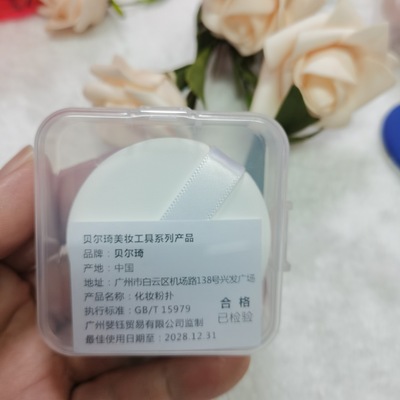 贝尔琦美妆工具系列产品
品牌：贝尔琦
产地：中国
地址：广州市白云区机场路138号兴发广场
产品名称：化妆粉扑
执行标准：GB/T 15979
合格
已检验
广州婓钰贸易有限公司监制
最佳使用日期至：2028.12.31